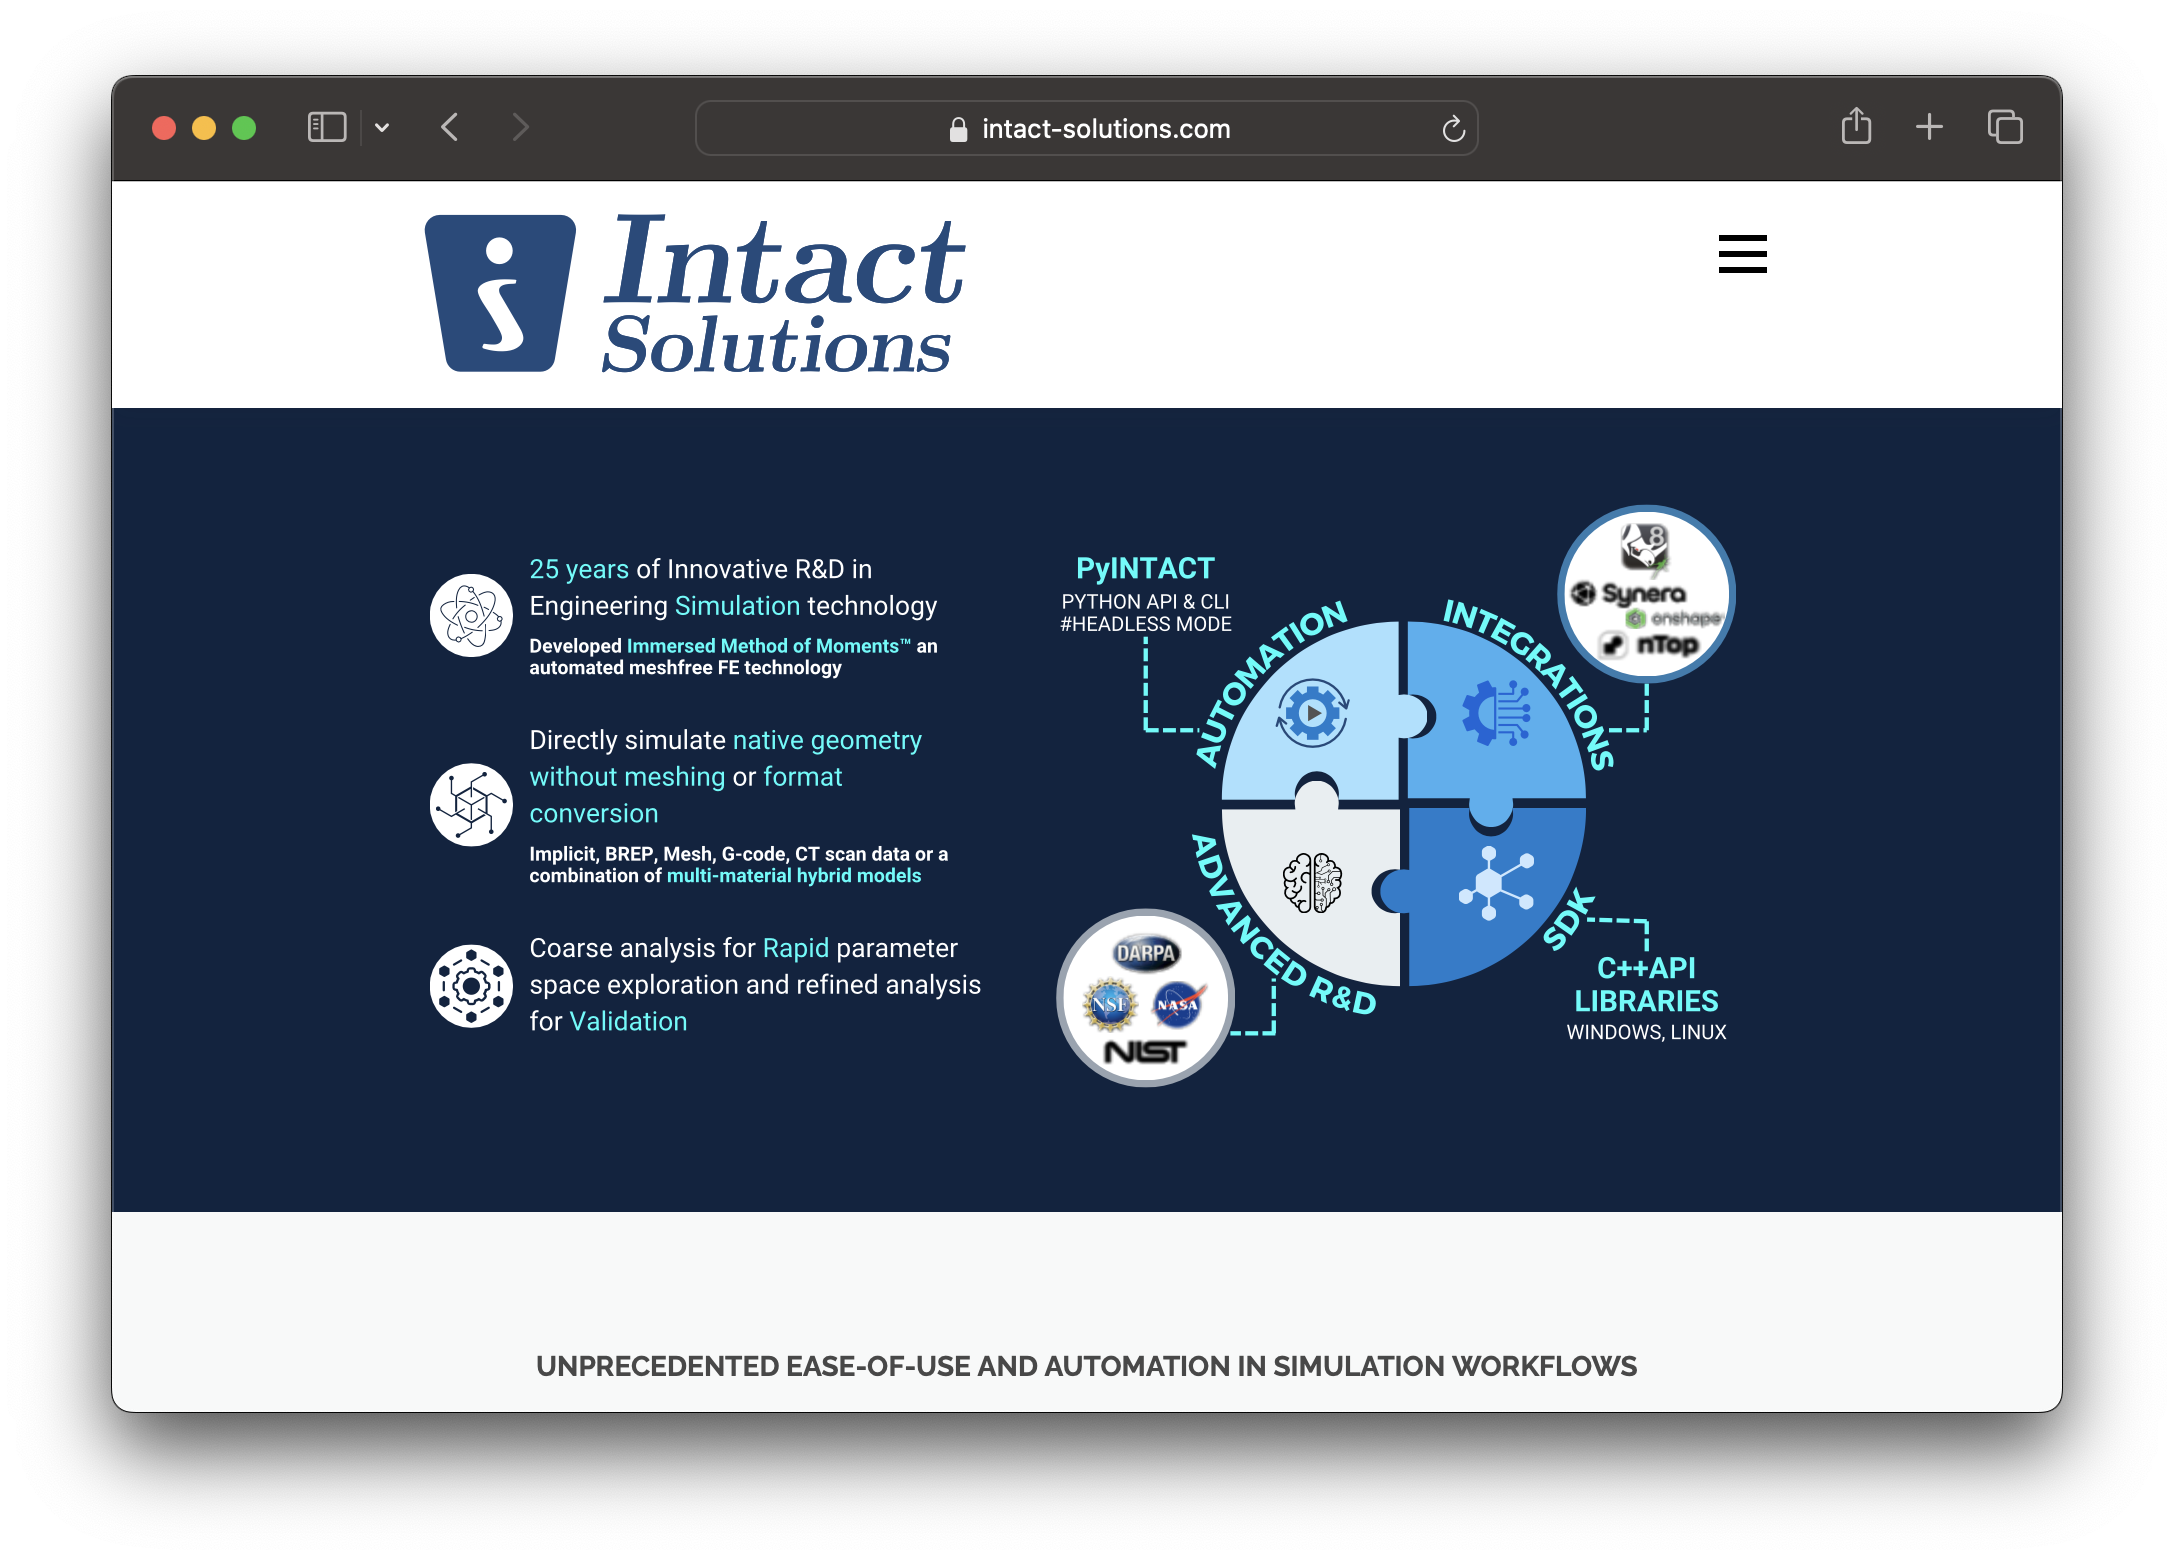 intact-solutions.com
Intact
Solutions
25 years of Innovative R&D in
Engineering Simulation technology
Developed Immersed Method of Moments™ an
automated meshfree FE technology
Directly simulate native geometry
without meshing or format
conversion
Implicit, BREP, Mesh, G-code, CT scan data or a
combination of multi-material hybrid models
Coarse analysis for Rapid parameter
space exploration and refined analysis
for Validation
PyINTACT
PYTHON API & CLI
#HEADLESS MODE
AUTOMATION
INTEGRATIONS
8
Synera
onshape
nTop
ADVANCED R&D
SDK
DARPA
NSF
NASA
NIST
C++API
LIBRARIES
WINDOWS, LINUX
UNPRECEDENTED EASE-OF-USE AND AUTOMATION IN SIMULATION WORKFLOWS